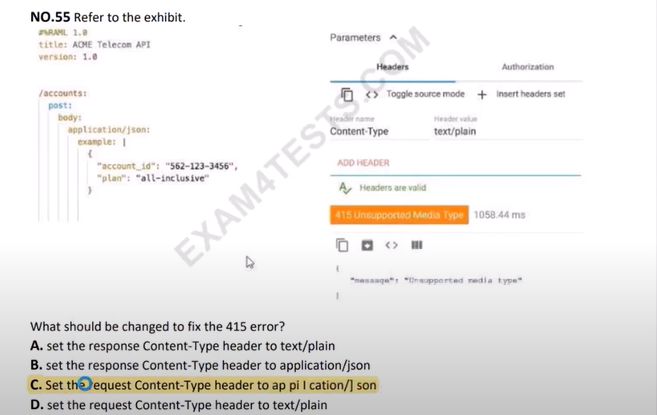 NO.55 Refer to the exhibit.
#%RAML 1.0
title: ACME Telecom API
version: 1.0
/accounts:
post:
body:
application/json:
example: |
{
"account_id": "562-123-3456",
"plan": "all-inclusive"
}
Parameters
Headers Authorization
<> Toggle source mode + Insert headers set
Header name Header value
Content-Type text/plain
ADD HEADER
Headers are valid
415 Unsupported Media Type 1058.44 ms
<>
{
"message": "Unsupported media type"
}
EXAM4TESTS.COM
What should be changed to fix the 415 error?
A. set the response Content-Type header to text/plain
B. set the response Content-Type header to application/json
C. Set the equest Content-Type header to ap pi l cation/] son
D. set the request Content-Type header to text/plain